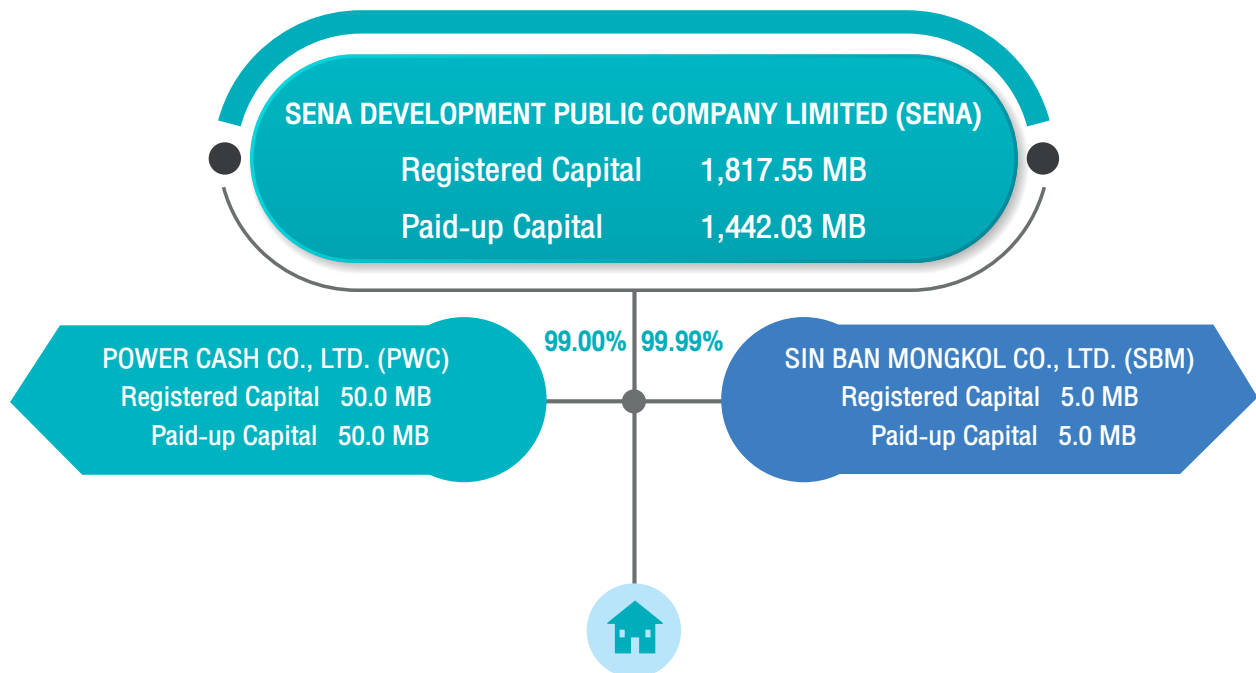 SENA DEVELOPMENT PUBLIC COMPANY LIMITED (SENA)
Registered Capital 1,817.55 MB
Paid-up Capital 1,442.03 MB
99.00% 99.99%
POWER CASH CO., LTD. (PWC)
Registered Capital 50.0 MB
Paid-up Capital 50.0 MB
SIN BAN MONGKOL CO., LTD. (SBM)
Registered Capital 5.0 MB
Paid-up Capital 5.0 MB